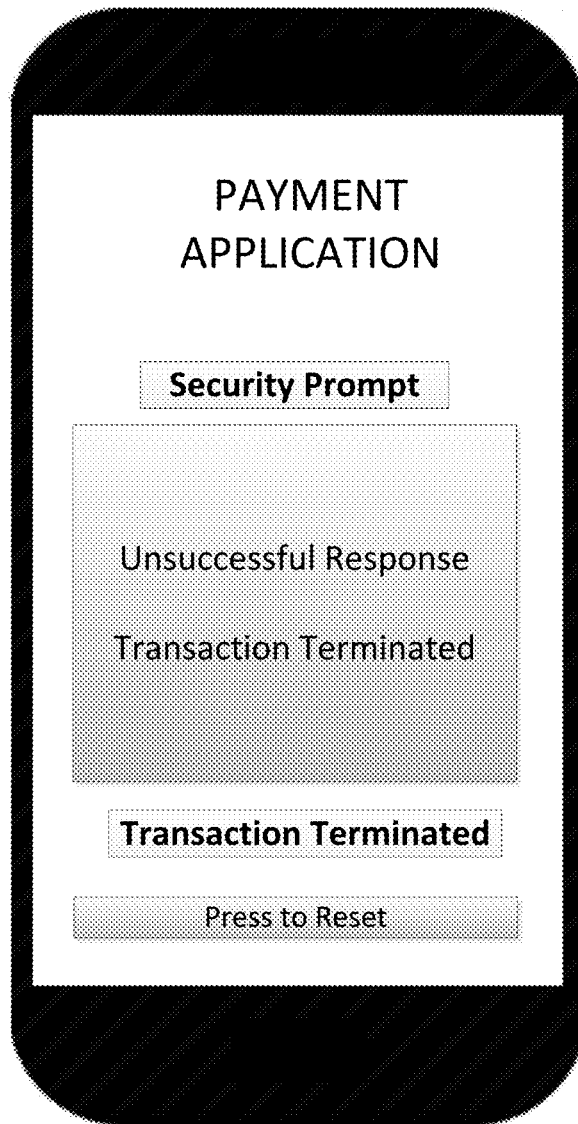 PAYMENT
APPLICATION
Security Prompt
Unsuccessful Response
Transaction Terminated
Transaction Terminated
Press to Reset